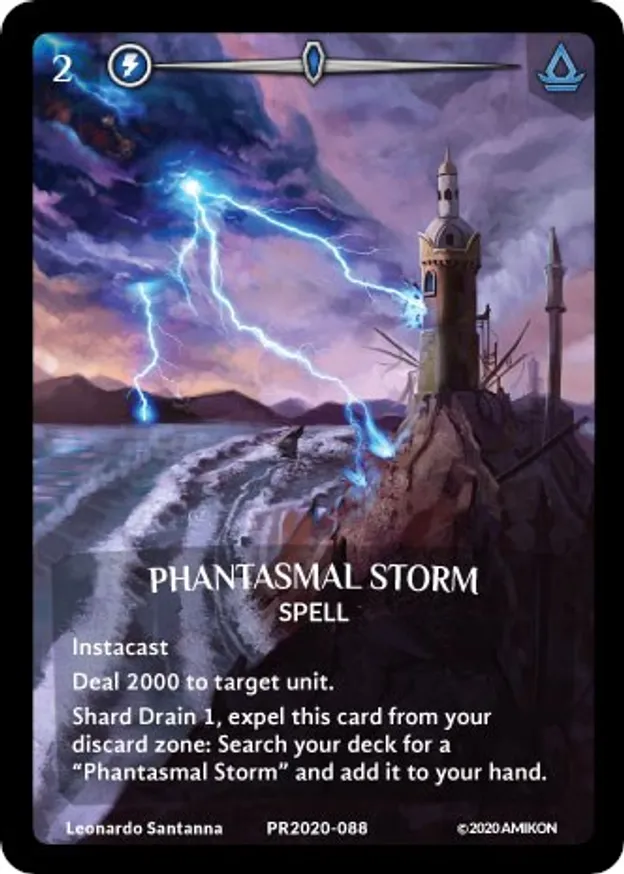 2
PHANTASMAL STORM
SPELL
Instacast
Deal 2000 to target unit.
Shard Drain 1, expel this card from your
discard zone: Search your deck for a
“Phantasmal Storm” and add it to your hand.
Leonardo Santanna PR2020-088 ©2020 AMIKON